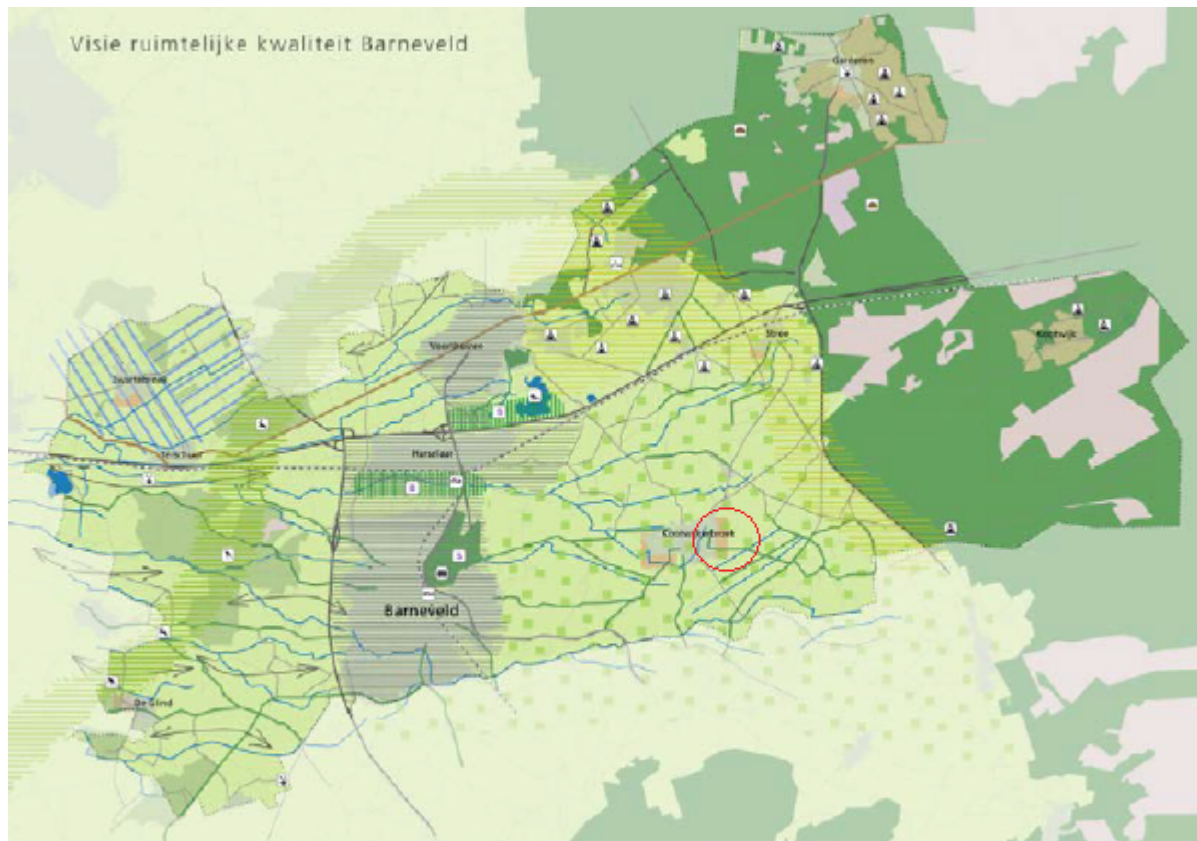 Visie ruimtelijke kwaliteit Barneveld
Garderen
Kootwijk
Stroe
Voorthuizen
Zwartebroek
Terschuur
Harselaar
Kootwijkerbroek
Barneveld
De Glind